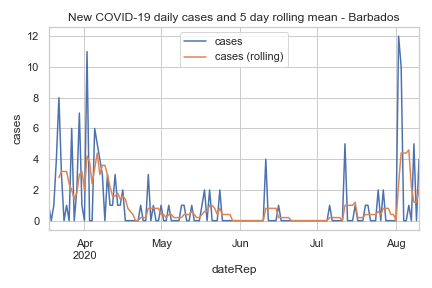 New COVID-19 daily cases and 5 day rolling mean - Barbados
cases
cases (rolling)
12
10
8
6
4
2
0
cases
Apr
2020
May
Jun
Jul
Aug
dateRep